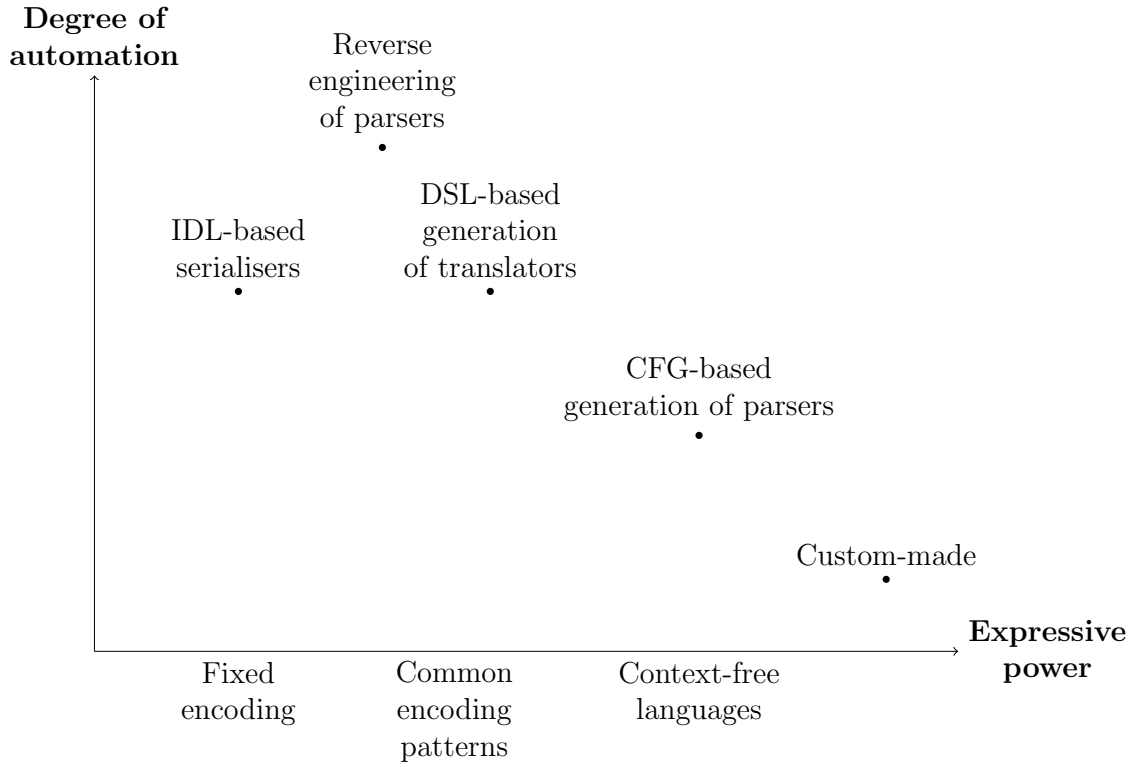 Degree of
automation
Reverse
engineering
of parsers
DSL-based
generation
of translators
IDL-based
serialisers
CFG-based
generation of parsers
Custom-made
Expressive
power
Fixed
encoding
Common
encoding
patterns
Context-free
languages